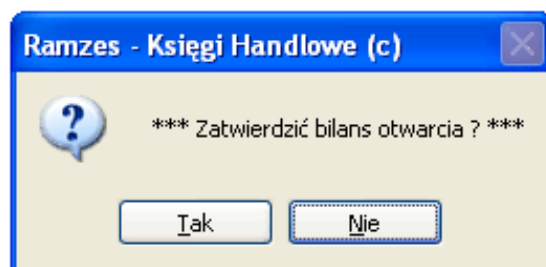 Ramzes - Księgi Handlowe (c)
*** Zatwierdzić bilans otwarcia ? ***
Tak
Nie